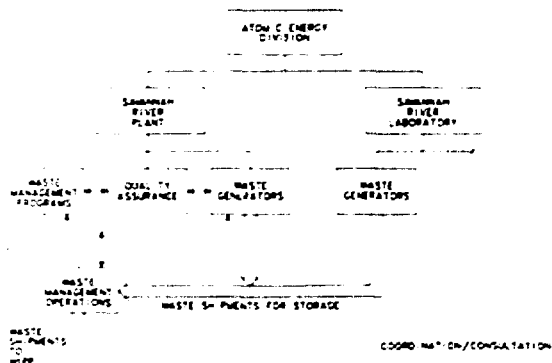 ATOMIC ENERGY
DIVISION
SAVANNAH
RIVER
PLANT
SAVANNAH
RIVER
LABORATORY
WASTE
MANAGEMENT
PROGRAMS
QUALITY
ASSURANCE
WASTE
GENERATORS
WASTE
GENERATORS
WASTE
MANAGEMENT
OPERATIONS
WASTE SHIPMENTS FOR STORAGE
WASTE
SHIPMENTS
TO
WIPP
COORDINATION/CONSULTATION